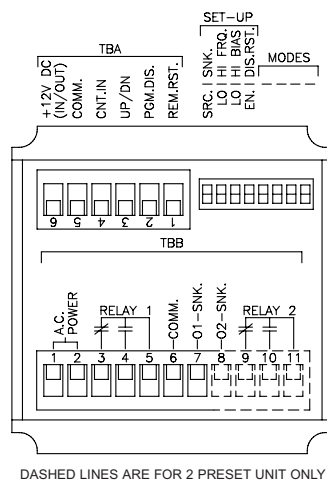 SET-UP
TBA
+12V DC
(IN/OUT)
COMM.
CNT.IN
UP/DN
PGM.DIS.
REM.RST.
SRC. SNK.
LO HI FRQ.
LO HI BIAS
EN. DIS.RST.
MODES
6 5 4 3 2 1
TBB
A.C.
POWER
RELAY 1
COMM.
O1-SNK.
O2-SNK.
RELAY 2
1 2 3 4 5 6 7 8 9 10 11
DASHED LINES ARE FOR 2 PRESET UNIT ONLY